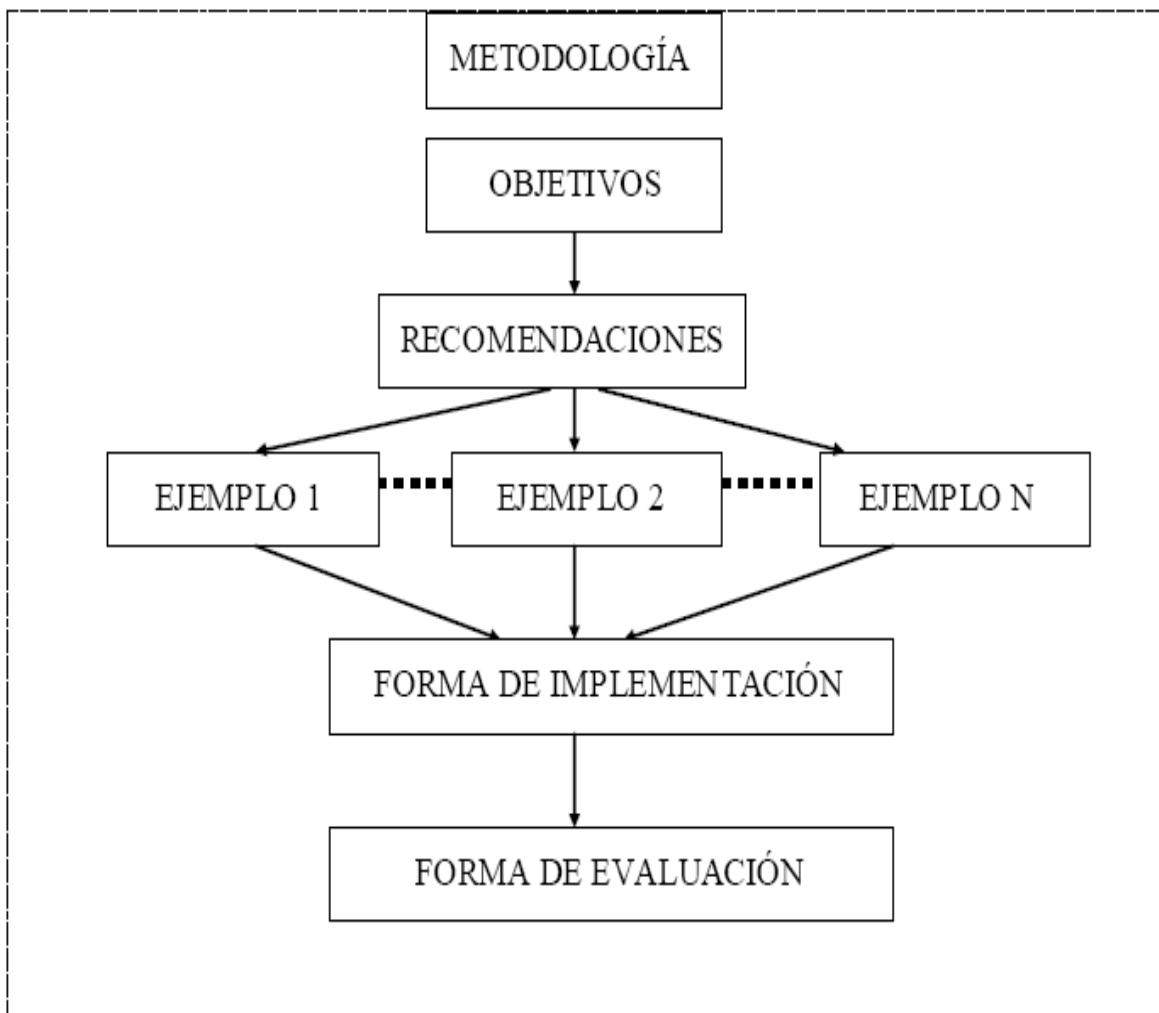 METODOLOGÍA
OBJETIVOS
RECOMENDACIONES
EJEMPLO 1
EJEMPLO 2
EJEMPLO N
FORMA DE IMPLEMENTACIÓN
FORMA DE EVALUACIÓN